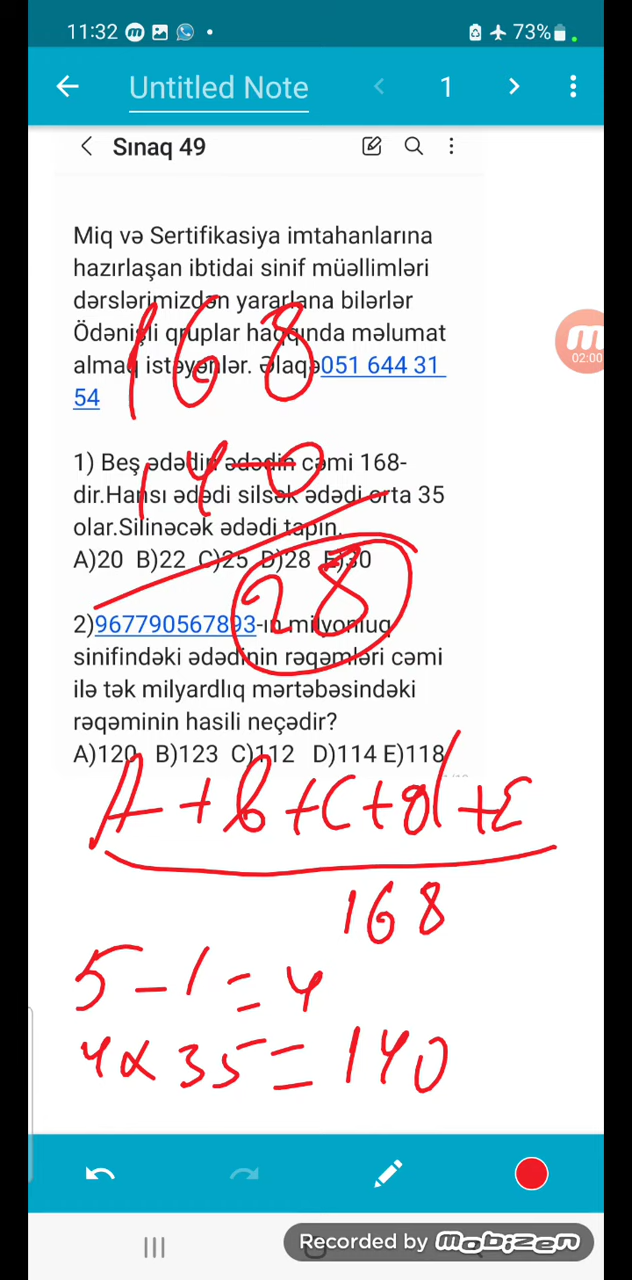 11:32 73%
Untitled Note 1
Sınaq 49
Miq və Sertifikasiya imtahanlarına
hazırlaşan ibtidai sinif müəllimləri
dərslərimizdən yararlana bilərlər
Ödənişli qruplar haqqında məlumat
almaq istəyənlər. Əlaqə051 644 31
54
02:00
168
1) Beş ədədin ədədin cəmi 168-
dir.Hansı ədədi silsək ədədi orta 35
olar.Silinəcək ədədi tapın.
A)20 B)22 C)25 D)28 E)30
140
28
2)967790567893-ın milyonluq
sinifindəki ədədinin rəqəmləri cəmi
ilə tək milyardlıq mərtəbəsindəki
rəqəminin hasili neçədir?
A)120 B)123 C)112 D)114 E)118
A+b+c+d+E
168
5-1=4
4x35=140
Recorded by mobizen